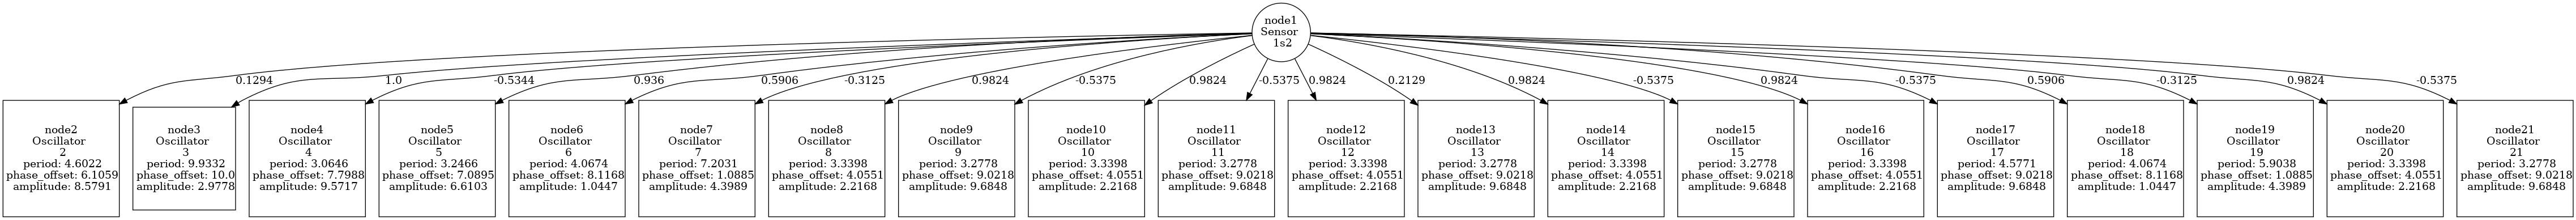 node1
Sensor
1s2
0.1294
1.0
-0.5344
0.936
0.5906
-0.3125
0.9824
-0.5375
0.9824
-0.5375
0.9824
0.2129
0.9824
-0.5375
0.9824
-0.5375
0.5906
-0.3125
0.9824
-0.5375
node2
Oscillator
2
period: 4.6022
phase_offset: 6.1059
amplitude: 8.5791
node3
Oscillator
3
period: 9.9332
phase_offset: 10.0
amplitude: 2.9778
node4
Oscillator
4
period: 3.0646
phase_offset: 7.7988
amplitude: 9.5717
node5
Oscillator
5
period: 3.2466
phase_offset: 7.0895
amplitude: 6.6103
node6
Oscillator
6
period: 4.0674
phase_offset: 8.1168
amplitude: 1.0447
node7
Oscillator
7
period: 7.2031
phase_offset: 1.0885
amplitude: 4.3989
node8
Oscillator
8
period: 3.3398
phase_offset: 4.0551
amplitude: 2.2168
node9
Oscillator
9
period: 3.2778
phase_offset: 9.0218
amplitude: 9.6848
node10
Oscillator
10
period: 3.3398
phase_offset: 4.0551
amplitude: 2.2168
node11
Oscillator
11
period: 3.2778
phase_offset: 9.0218
amplitude: 9.6848
node12
Oscillator
12
period: 3.3398
phase_offset: 4.0551
amplitude: 2.2168
node13
Oscillator
13
period: 3.2778
phase_offset: 9.0218
amplitude: 9.6848
node14
Oscillator
14
period: 3.3398
phase_offset: 4.0551
amplitude: 2.2168
node15
Oscillator
15
period: 3.2778
phase_offset: 9.0218
amplitude: 9.6848
node16
Oscillator
16
period: 3.3398
phase_offset: 4.0551
amplitude: 2.2168
node17
Oscillator
17
period: 4.5771
phase_offset: 9.0218
amplitude: 9.6848
node18
Oscillator
18
period: 4.0674
phase_offset: 8.1168
amplitude: 1.0447
node19
Oscillator
19
period: 5.9038
phase_offset: 1.0885
amplitude: 4.3989
node20
Oscillator
20
period: 3.3398
phase_offset: 4.0551
amplitude: 2.2168
node21
Oscillator
21
period: 3.2778
phase_offset: 9.0218
amplitude: 9.6848